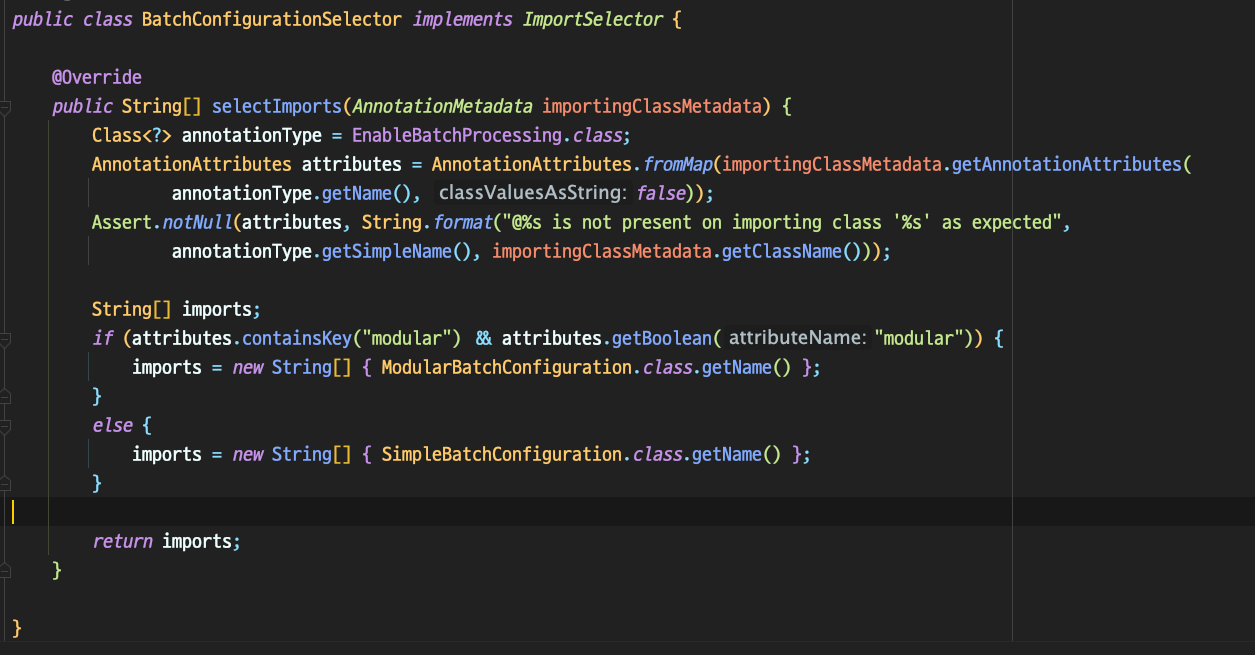 public class BatchConfigurationSelector implements ImportSelector {
@Override
public String[] selectImports(AnnotationMetadata importingClassMetadata) {
Class<?> annotationType = EnableBatchProcessing.class;
AnnotationAttributes attributes = AnnotationAttributes.fromMap(importingClassMetadata.getAnnotationAttributes(
annotationType.getName(), classValuesAsString: false));
Assert.notNull(attributes, String.format("@%s is not present on importing class '%s' as expected",
annotationType.getSimpleName(), importingClassMetadata.getClassName()));
String[] imports;
if (attributes.containsKey("modular") && attributes.getBoolean( attributeName: "modular")) {
imports = new String[] { ModularBatchConfiguration.class.getName() };
}
else {
imports = new String[] { SimpleBatchConfiguration.class.getName() };
}
return imports;
}
}